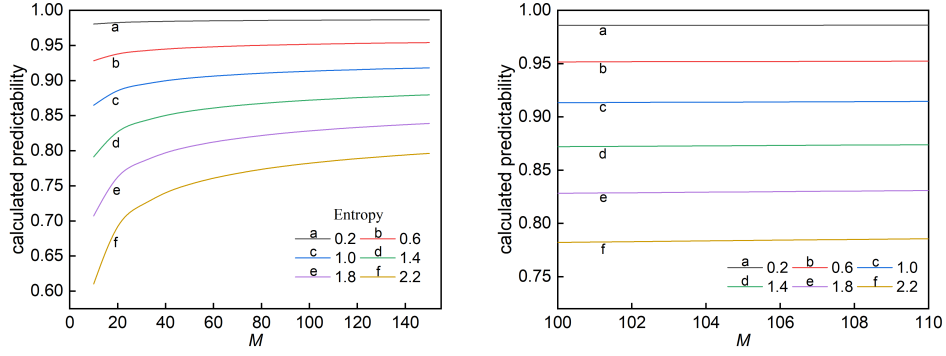 calculated predictability
1.00
0.95
0.90
0.85
0.80
0.75
0.70
0.65
0.60
a
b
c
d
e
f
Entropy
a 0.2 b 0.6
c 1.0 d 1.4
e 1.8 f 2.2
0 20 40 60 80 100 120 140
M
calculated predictability
1.00
0.95
0.90
0.85
0.80
0.75
a
b
c
d
e
f
a 0.2 b 0.6 c 1.0
d 1.4 e 1.8 f 2.2
100 102 104 106 108 110
M